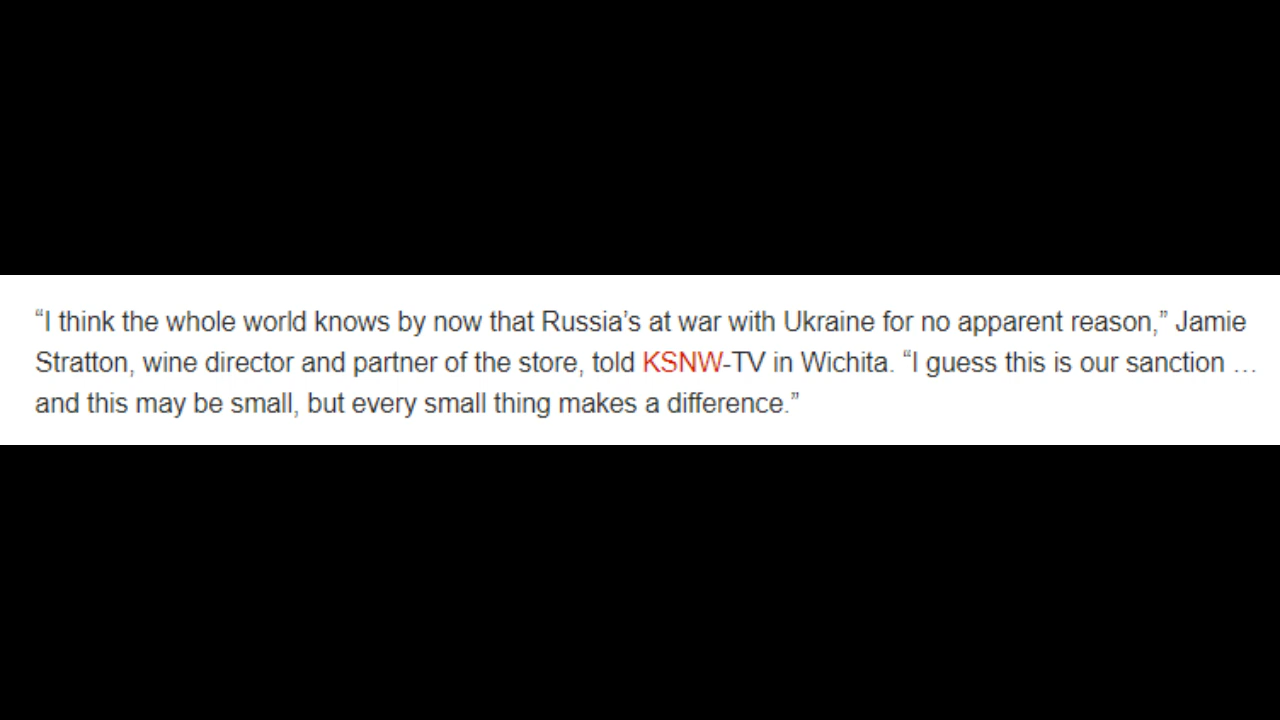 “I think the whole world knows by now that Russia’s at war with Ukraine for no apparent reason,” Jamie
Stratton, wine director and partner of the store, told KSNW-TV in Wichita. “I guess this is our sanction …
and this may be small, but every small thing makes a difference.”